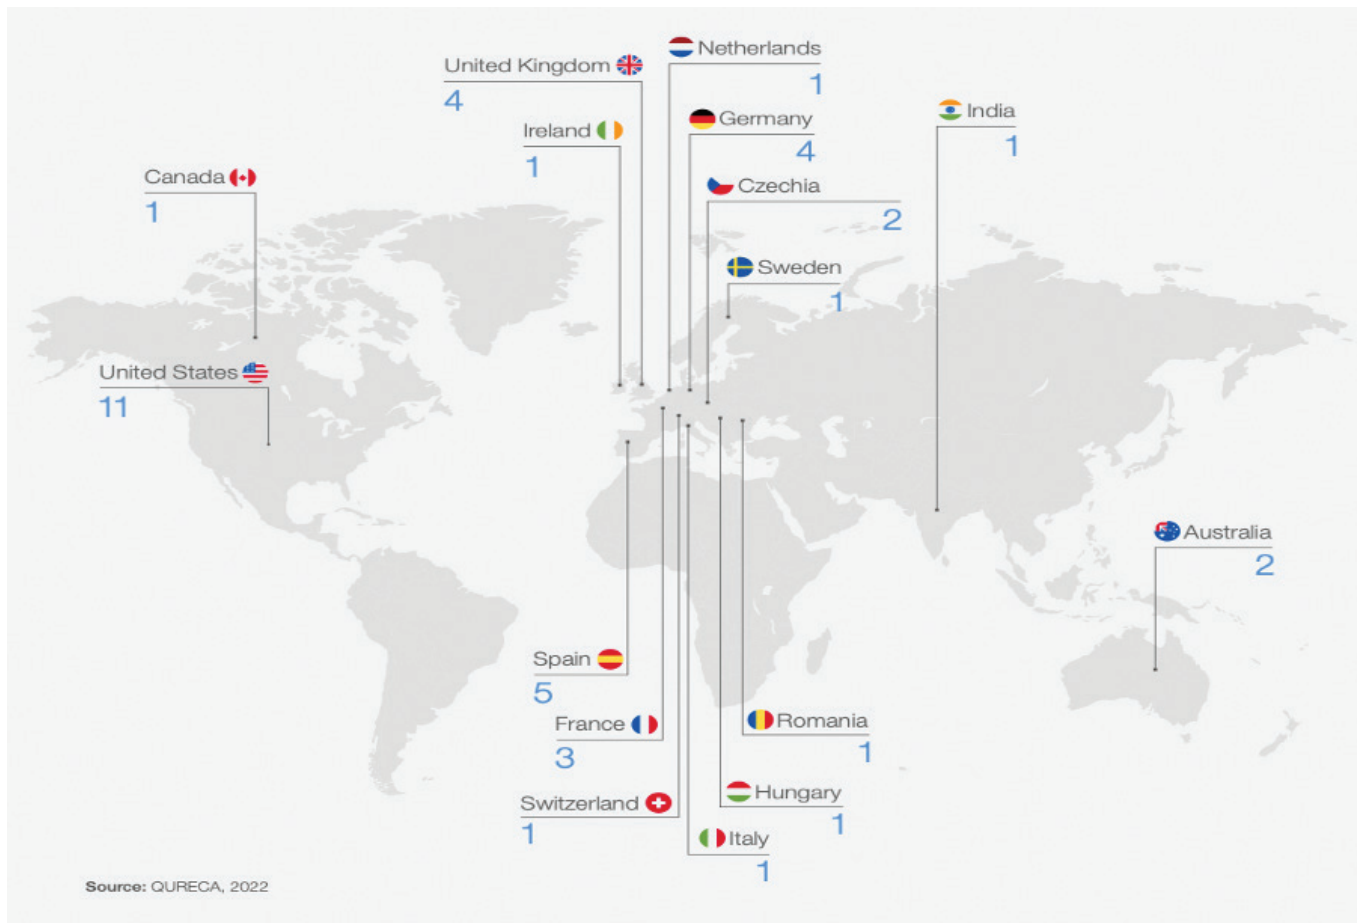 Netherlands
1
United Kingdom
4
Germany
4
India
1
Ireland
1
Canada
1
Czechia
2
Sweden
1
United States
11
Australia
2
Spain
5
France
3
Romania
1
Switzerland
1
Hungary
1
Italy
1
Source: QURECA, 2022